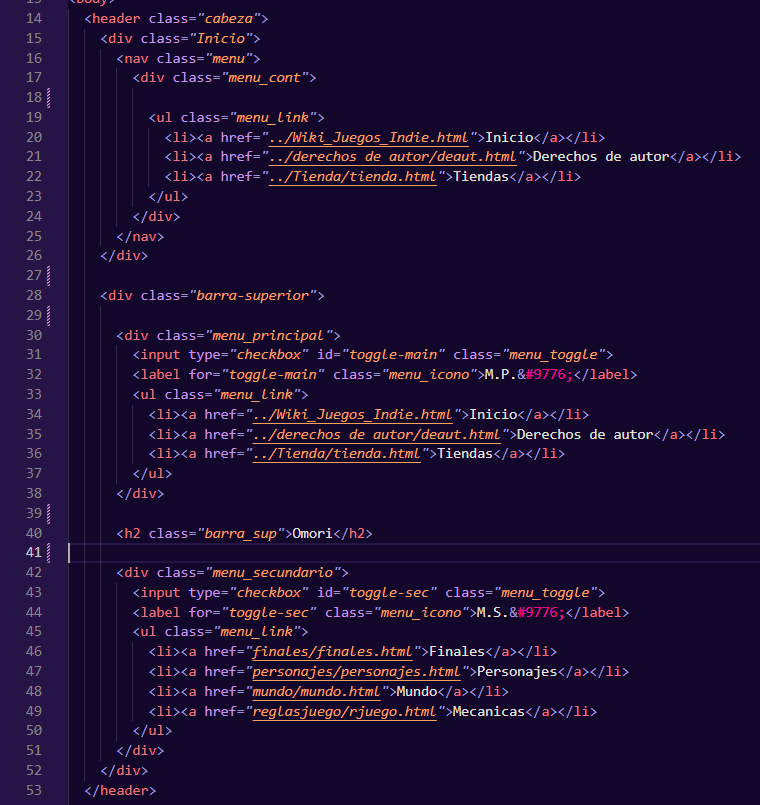 13 <body>
14 <header class="cabeza">
15 <div class="Inicio">
16 <nav class="menu">
17 <div class="menu_cont">
18
19 <ul class="menu_link">
20 <li><a href="../Wiki_Juegos_Indie.html">Inicio</a></li>
21 <li><a href="../derechos de autor/deaut.html">Derechos de autor</a></li>
22 <li><a href="../Tienda/tienda.html">Tiendas</a></li>
23 </ul>
24 </div>
25 </nav>
26 </div>
27
28 <div class="barra-superior">
29
30 <div class="menu_principal">
31 <input type="checkbox" id="toggle-main" class="menu_toggle">
32 <label for="toggle-main" class="menu_icono">M.P.&#9776;</label>
33 <ul class="menu_link">
34 <li><a href="../Wiki_Juegos_Indie.html">Inicio</a></li>
35 <li><a href="../derechos de autor/deaut.html">Derechos de autor</a></li>
36 <li><a href="../Tienda/tienda.html">Tiendas</a></li>
37 </ul>
38 </div>
39
40 <h2 class="barra_sup">Omori</h2>
41
42 <div class="menu_secundario">
43 <input type="checkbox" id="toggle-sec" class="menu_toggle">
44 <label for="toggle-sec" class="menu_icono">M.S.&#9776;</label>
45 <ul class="menu_link">
46 <li><a href="finales/finales.html">Finales</a></li>
47 <li><a href="personajes/personajes.html">Personajes</a></li>
48 <li><a href="mundo/mundo.html">Mundo</a></li>
49 <li><a href="reglasjuego/rjuego.html">Mecanicas</a></li>
50 </ul>
51 </div>
52 </div>
53 </header>